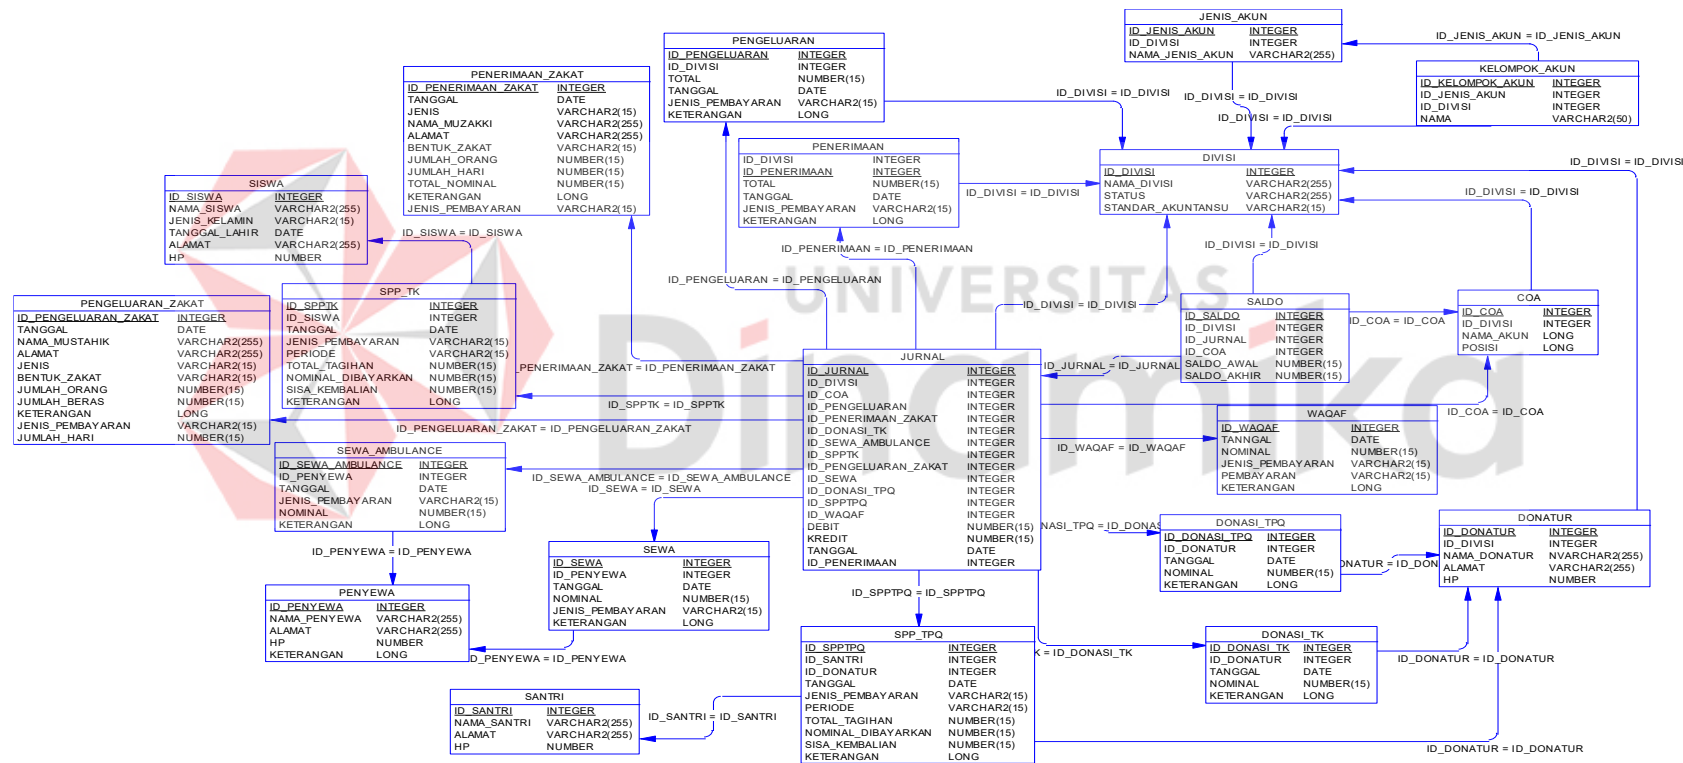 JENIS_AKUN
ID_JENIS_AKUN INTEGER
ID_DIVISI INTEGER
NAMA_JENIS_AKUN VARCHAR2(255)
ID_JENIS_AKUN = ID_JENIS_AKUN
KELOMPOK_AKUN
ID_KELOMPOK_AKUN INTEGER
ID_JENIS_AKUN INTEGER
ID_DIVISI INTEGER
NAMA VARCHAR2(50)
PENGELUARAN
ID_PENGELUARAN INTEGER
ID_DIVISI INTEGER
TOTAL NUMBER(15)
TANGGAL DATE
JENIS_PEMBAYARAN VARCHAR2(15)
KETERANGAN LONG
ID_DIVISI = ID_DIVISI
ID_DIVISI = ID_DIVISI
ID_DIVISI = ID_DIVISI
PENERIMAAN_ZAKAT
ID_PENERIMAAN_ZAKAT INTEGER
TANGGAL DATE
JENIS VARCHAR2(15)
NAMA_MUZAKKI VARCHAR2(255)
ALAMAT VARCHAR2(255)
BENTUK_ZAKAT VARCHAR2(15)
JUMLAH_ORANG NUMBER(15)
JUMLAH_HARI NUMBER(15)
TOTAL_NOMINAL NUMBER(15)
KETERANGAN LONG
JENIS_PEMBAYARAN VARCHAR2(15)
PENERIMAAN
ID_DIVISI INTEGER
ID_PENERIMAAN INTEGER
TOTAL NUMBER(15)
TANGGAL DATE
JENIS_PEMBAYARAN VARCHAR2(15)
KETERANGAN LONG
ID_DIVISI = ID_DIVISI
DIVISI
ID_DIVISI INTEGER
NAMA_DIVISI VARCHAR2(255)
STATUS VARCHAR2(255)
STANDAR_AKUNTANSU VARCHAR2(15)
ID_DIVISI = ID_DIVISI
ID_DIVISI = ID_DIVISI
ID_DIVISI = ID_DIVISI
SISWA
ID_SISWA INTEGER
NAMA_SISWA VARCHAR2(255)
JENIS_KELAMIN VARCHAR2(15)
TANGGAL_LAHIR DATE
ALAMAT VARCHAR2(255)
HP NUMBER
ID_SISWA = ID_SISWA
ID_PENERIMAAN = ID_PENERIMAAN
ID_PENGELUARAN = ID_PENGELUARAN
UNIVERSITAS
Dinamika
ID_DIVISI = ID_DIVISI
PENGELUARAN_ZAKAT
ID_PENGELUARAN_ZAKAT INTEGER
TANGGAL DATE
NAMA_MUSTAHIK VARCHAR2(255)
ALAMAT VARCHAR2(255)
JENIS VARCHAR2(15)
BENTUK_ZAKAT VARCHAR2(15)
JUMLAH_ORANG NUMBER(15)
JUMLAH_BERAS NUMBER(15)
KETERANGAN LONG
JENIS_PEMBAYARAN VARCHAR2(15)
JUMLAH_HARI NUMBER(15)
SPP_TK
ID_SPPTK INTEGER
ID_SISWA INTEGER
TANGGAL DATE
JENIS_PEMBAYARAN VARCHAR2(15)
PERIODE VARCHAR2(15)
TOTAL_TAGIHAN NUMBER(15)
NOMINAL_DIBAYARKAN NUMBER(15)
SISA_KEMBALIAN NUMBER(15)
KETERANGAN LONG
_PENERIMAAN_ZAKAT = ID_PENERIMAAN_ZAKAT
ID_SPPTK = ID_SPPTK
ID_PENGELUARAN_ZAKAT = ID_PENGELUARAN_ZAKAT
JURNAL
ID_JURNAL INTEGER
ID_DIVISI INTEGER
ID_COA INTEGER
ID_PENGELUARAN INTEGER
ID_PENERIMAAN_ZAKAT INTEGER
ID_DONASI_TK INTEGER
ID_SEWA_AMBULANCE INTEGER
ID_SPPTK INTEGER
ID_PENGELUARAN_ZAKAT INTEGER
ID_SEWA INTEGER
ID_DONASI_TPQ INTEGER
ID_SPPTPQ INTEGER
ID_WAQAF INTEGER
DEBIT NUMBER(15)
KREDIT NUMBER(15)
TANGGAL DATE
ID_PENERIMAAN INTEGER
SALDO
ID_SALDO INTEGER
ID_DIVISI INTEGER
ID_JURNAL INTEGER
ID_COA INTEGER
SALDO_AWAL NUMBER(15)
SALDO_AKHIR NUMBER(15)
ID_JURNAL = ID_JURNAL
ID_COA = ID_COA
COA
ID_COA INTEGER
ID_DIVISI INTEGER
NAMA_AKUN LONG
POSISI LONG
ID_COA = ID_COA
WAQAF
ID_WAQAF INTEGER
TANNGAL DATE
NOMINAL NUMBER(15)
JENIS_PEMBAYARAN VARCHAR2(15)
PEMBAYARAN VARCHAR2(15)
KETERANGAN LONG
ID_WAQAF = ID_WAQAF
SEWA_AMBULANCE
ID_SEWA_AMBULANCE INTEGER
ID_PENYEWA INTEGER
TANGGAL DATE
JENIS_PEMBAYARAN VARCHAR2(15)
NOMINAL NUMBER(15)
KETERANGAN LONG
ID_SEWA_AMBULANCE = ID_SEWA_AMBULANCE
ID_SEWA = ID_SEWA
ID_PENYEWA = ID_PENYEWA
SEWA
ID_SEWA INTEGER
ID_PENYEWA INTEGER
TANGGAL DATE
NOMINAL NUMBER(15)
JENIS_PEMBAYARAN VARCHAR2(15)
KETERANGAN LONG
PENYEWA
ID_PENYEWA INTEGER
NAMA_PENYEWA VARCHAR2(255)
ALAMAT VARCHAR2(255)
HP NUMBER
KETERANGAN LONG
ID_PENYEWA = ID_PENYEWA
NASI_TPQ = ID_DONAS
DONASI_TPQ
ID_DONASI_TPQ INTEGER
ID_DONATUR INTEGER
TANGGAL DATE
NOMINAL NUMBER(15)
KETERANGAN LONG
ONATUR = ID_DON
DONATUR
ID_DONATUR INTEGER
ID_DIVISI INTEGER
NAMA_DONATUR NVARCHAR2(255)
ALAMAT VARCHAR2(255)
HP NUMBER
ID_SPPTPQ = ID_SPPTPQ
SPP_TPQ
ID_SPPTPQ INTEGER
ID_SANTRI INTEGER
ID_DONATUR INTEGER
TANGGAL DATE
JENIS_PEMBAYARAN VARCHAR2(15)
PERIODE VARCHAR2(15)
TOTAL_TAGIHAN NUMBER(15)
NOMINAL_DIBAYARKAN NUMBER(15)
SISA_KEMBALIAN NUMBER(15)
KETERANGAN LONG
K = ID_DONASI_TK
DONASI_TK
ID_DONASI_TK INTEGER
ID_DONATUR INTEGER
TANGGAL DATE
NOMINAL NUMBER(15)
KETERANGAN LONG
ID_DONATUR = ID_DONATUR
SANTRI
ID_SANTRI INTEGER
NAMA_SANTRI VARCHAR2(255)
ALAMAT VARCHAR2(255)
HP NUMBER
ID_SANTRI = ID_SANTRI
ID_DONATUR = ID_DONATUR